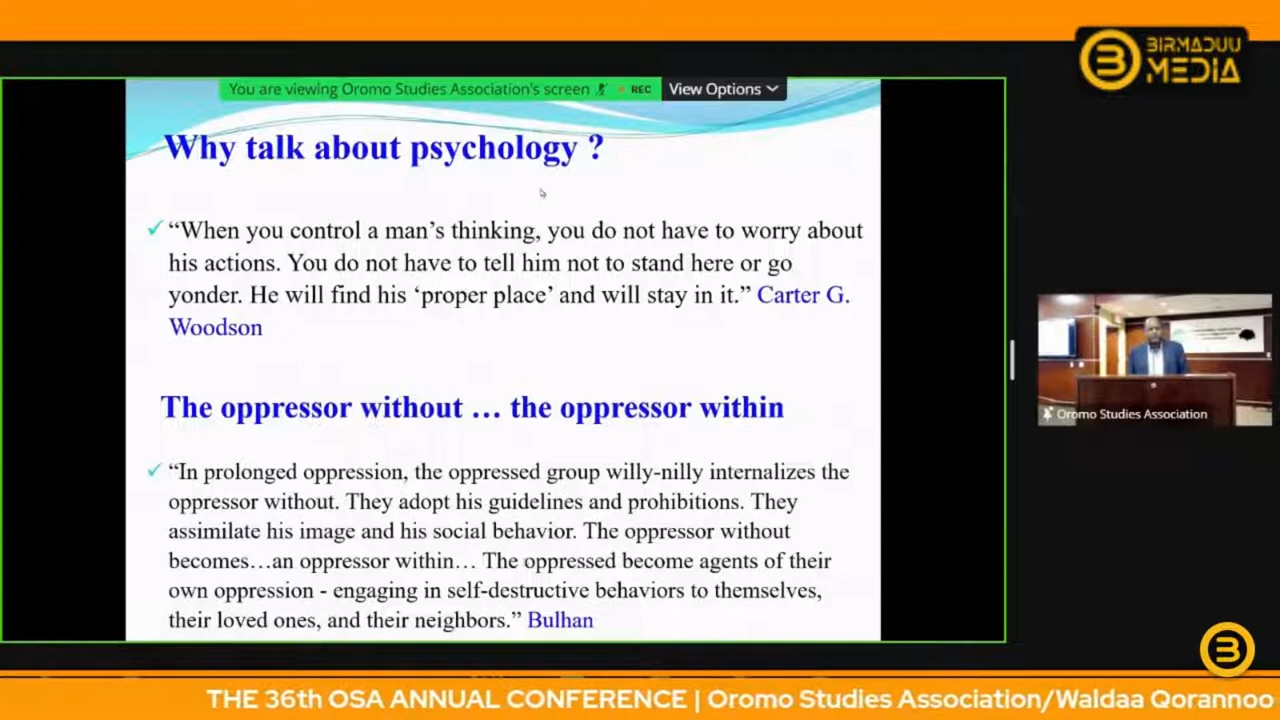 BIRMADUU
MEDIA
You are viewing Oromo Studies Association's screen
REC
View Options
Why talk about psychology ?
“When you control a man’s thinking, you do not have to worry about
his actions. You do not have to tell him not to stand here or go
yonder. He will find his ‘proper place’ and will stay in it.” Carter G.
Woodson
The oppressor without … the oppressor within
“In prolonged oppression, the oppressed group willy-nilly internalizes the
oppressor without. They adopt his guidelines and prohibitions. They
assimilate his image and his social behavior. The oppressor without
becomes…an oppressor within… The oppressed become agents of their
own oppression - engaging in self-destructive behaviors to themselves,
their loved ones, and their neighbors.” Bulhan
Oromo Studies Association
THE 36th OSA ANNUAL CONFERENCE | Oromo Studies Association/Waldaa Qorannoo